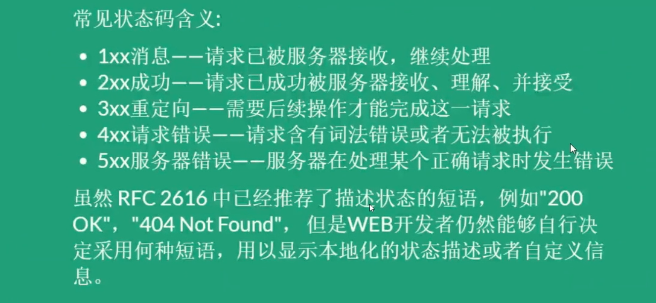 常见状态码含义:
• 1xx消息——请求已被服务器接收，继续处理
• 2xx成功——请求已成功被服务器接收、理解、并接受
• 3xx重定向——需要后续操作才能完成这一请求
• 4xx请求错误——请求含有词法错误或者无法被执行
• 5xx服务器错误——服务器在处理某个正确请求时发生错误
虽然 RFC 2616 中已经推荐了描述状态的短语，例如"200
OK"，"404 Not Found"， 但是WEB开发者仍然能够自行决
定采用何种短语，用以显示本地化的状态描述或者自定义信
息。